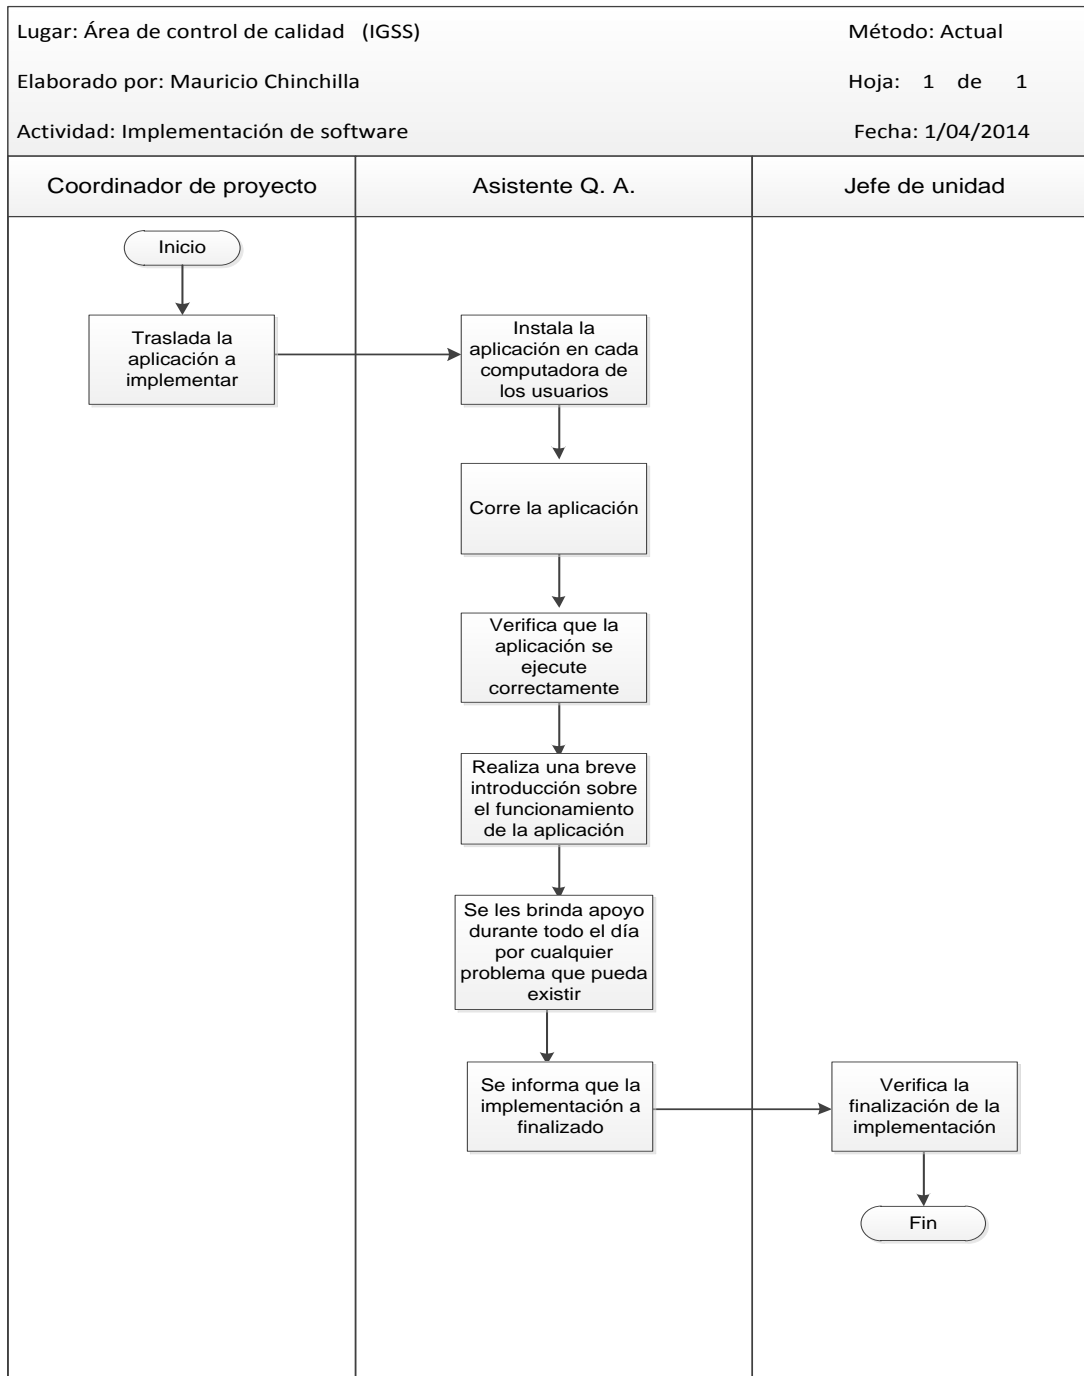 Lugar: Área de control de calidad (IGSS)
Método: Actual
Elaborado por: Mauricio Chinchilla
Hoja: 1 de 1
Actividad: Implementación de software
Fecha: 1/04/2014
Coordinador de proyecto
Asistente Q. A.
Jefe de unidad
Inicio
Traslada la
aplicación a
implementar
Instala la
aplicación en cada
computadora de
los usuarios
Corre la aplicación
Verifica que la
aplicación se
ejecute
correctamente
Realiza una breve
introducción sobre
el funcionamiento
de la aplicación
Se les brinda apoyo
durante todo el día
por cualquier
problema que pueda
existir
Se informa que la
implementación a
finalizado
Verifica la
finalización de la
implementación
Fin